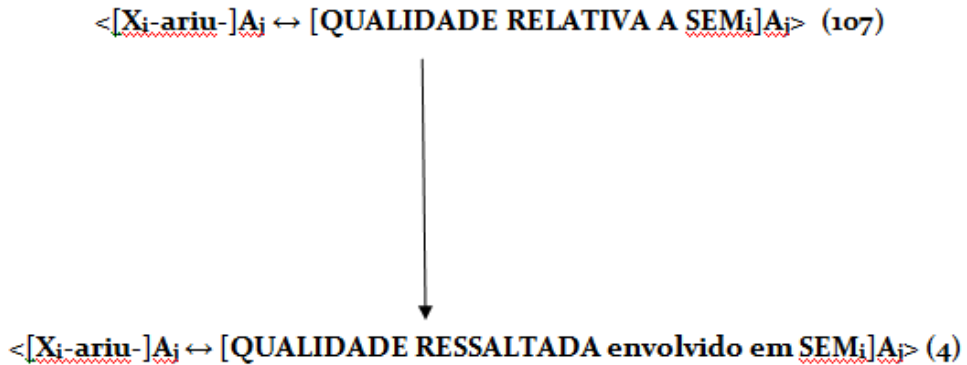 <[Xi-ariu-]Aj ↔ [QUALIDADE RELATIVA A SEMi]Aj> (107)
<[Xi-ariu-]Aj ↔ [QUALIDADE RESSALTADA envolvido em SEMi]Aj> (4)